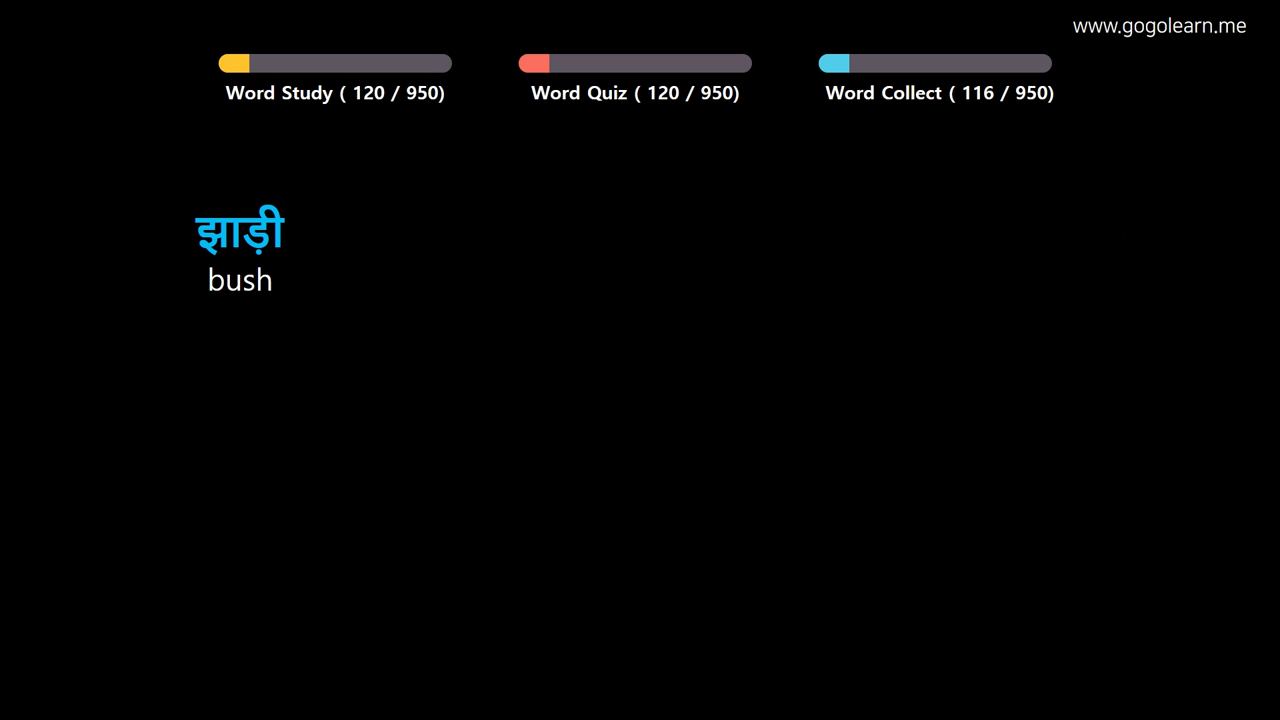 www.gogolearn.me
Word Study ( 120 / 950)
Word Quiz ( 120 / 950)
Word Collect ( 116 / 950)
झाड़ी
bush